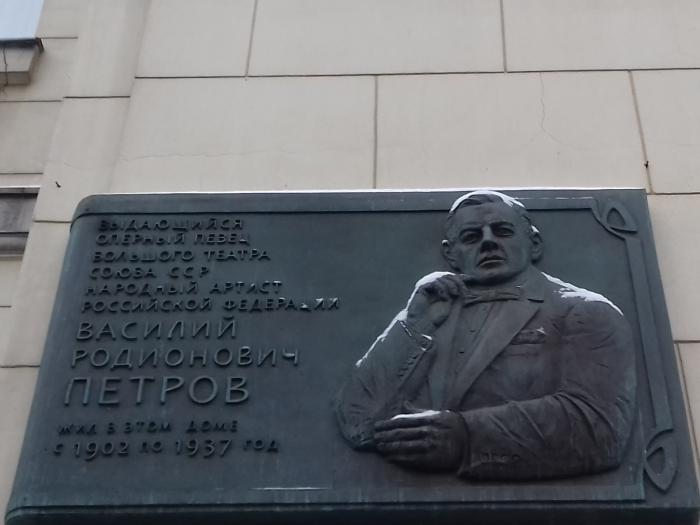 ВЫДАЮЩИЙСЯ
ОПЕРНЫЙ ПЕВЕЦ
БОЛЬШОГО ТЕАТРА
СОЮЗА ССР
НАРОДНЫЙ АРТИСТ
РОССИЙСКОЙ ФЕДЕРАЦИИ
ВАСИЛИЙ
РОДИОНОВИЧ
ПЕТРОВ
ЖИЛ В ЭТОМ ДОМЕ
С 1902 ПО 1937 ГОД